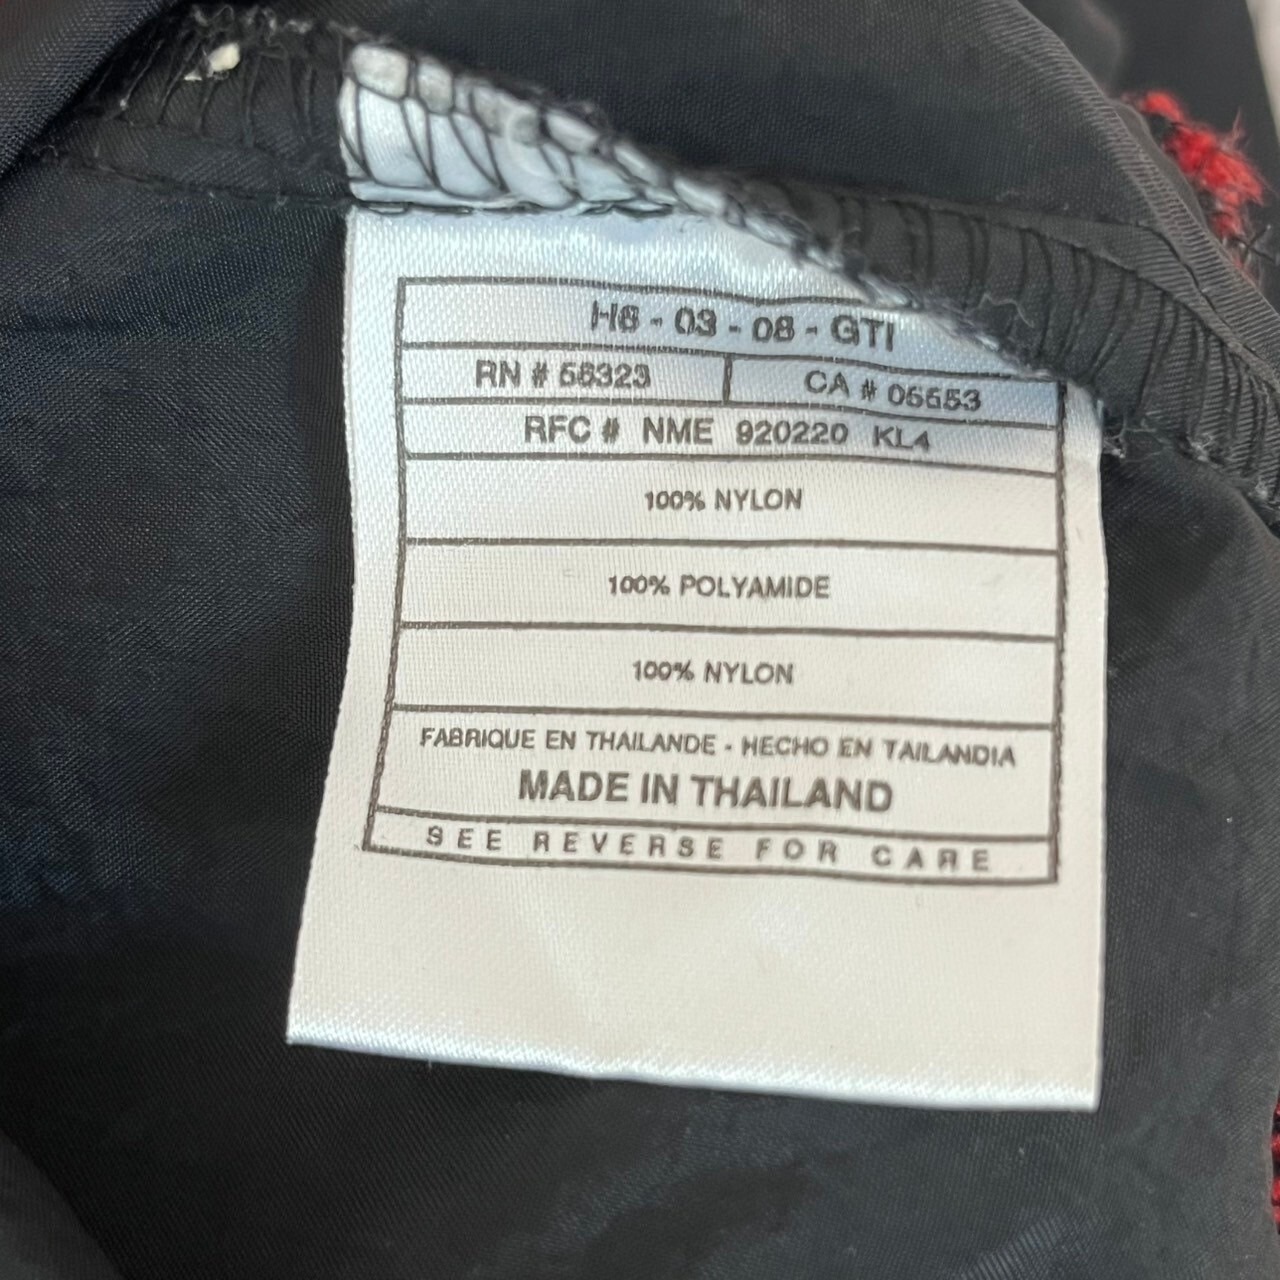 H6 - 03 - 08 - GTI
RN # 56323 CA # 05553
RFC # NME 920220 KL4
100% NYLON
100% POLYAMIDE
100% NYLON
FABRIQUE EN THAILANDE - HECHO EN TAILANDIA
MADE IN THAILAND
SEE REVERSE FOR CARE